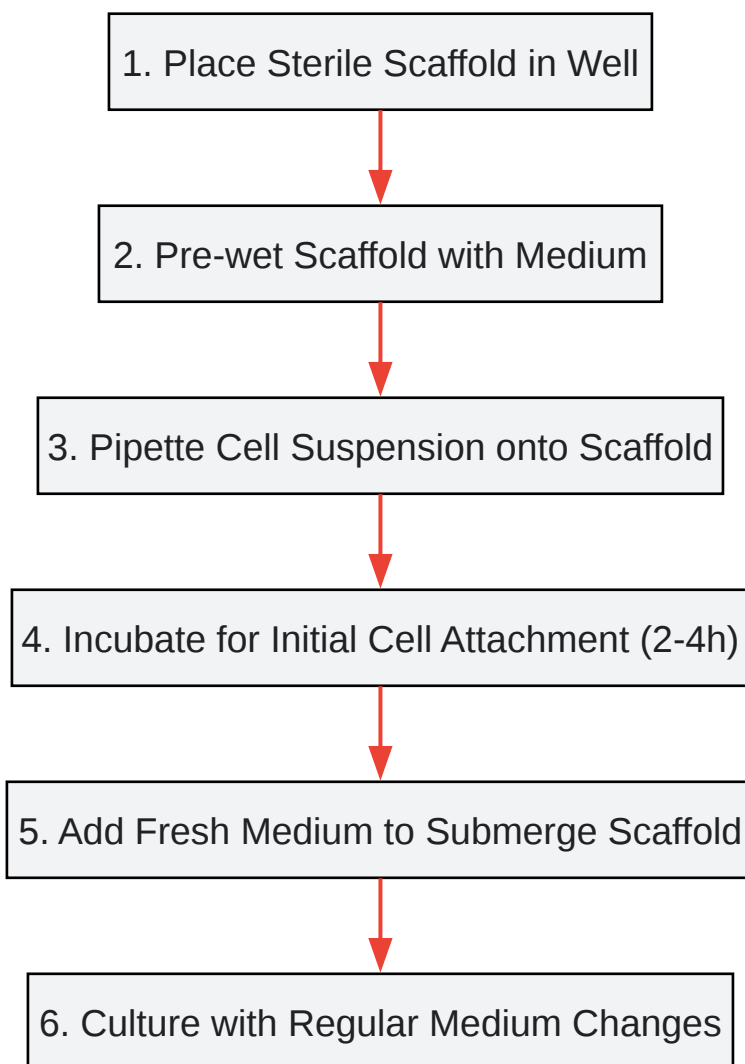 1. Place Sterile Scaffold in Well
2. Pre-wet Scaffold with Medium
3. Pipette Cell Suspension onto Scaffold
4. Incubate for Initial Cell Attachment (2-4h)
5. Add Fresh Medium to Submerge Scaffold
6. Culture with Regular Medium Changes